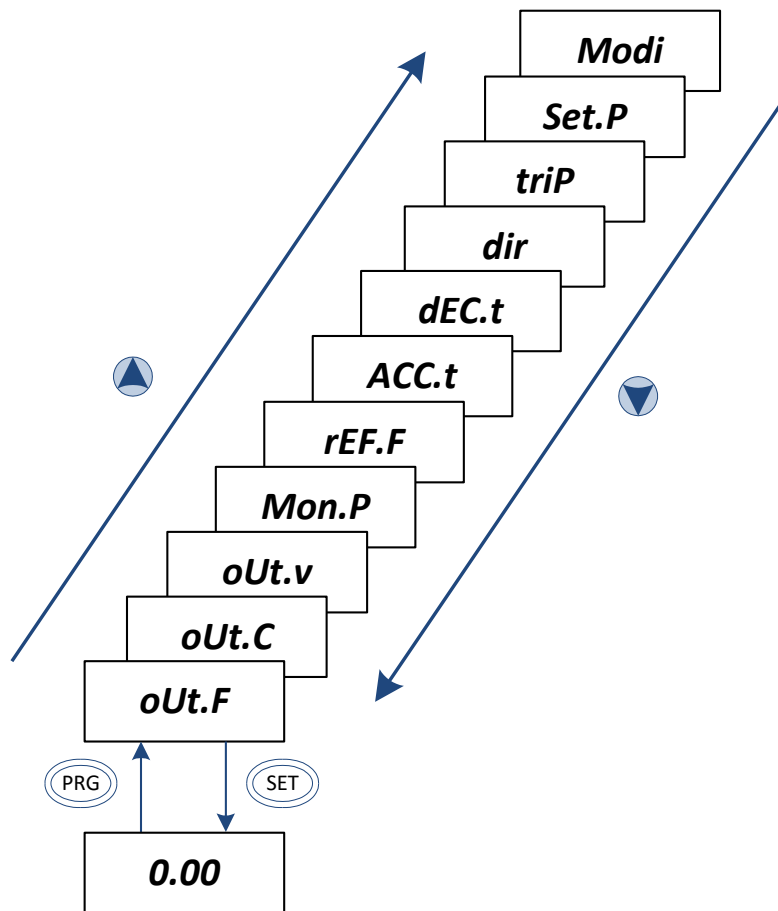 Modi
Set.P
triP
dir
dEC.t
ACC.t
rEF.F
Mon.P
oUt.v
oUt.C
oUt.F
PRG
SET
0.00